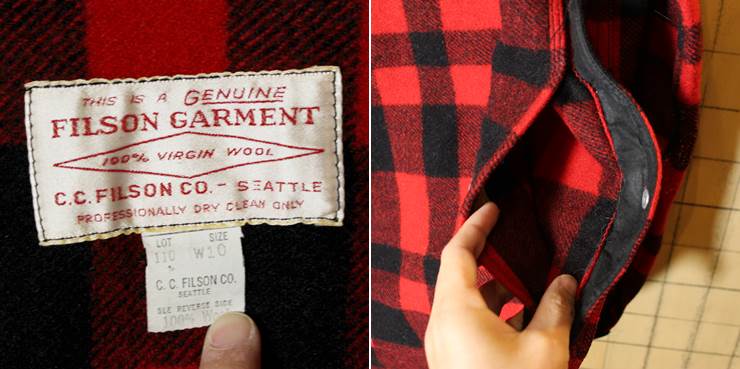 THIS IS A GENUINE
FILSON GARMENT
100% VIRGIN WOOL
C.C. FILSON CO. - SEATTLE
PROFESSIONALLY DRY CLEAN ONLY
LOT SIZE
110 W10
C. C. FILSON CO.
SEATTLE
SEE REVERSE SIDE
100%